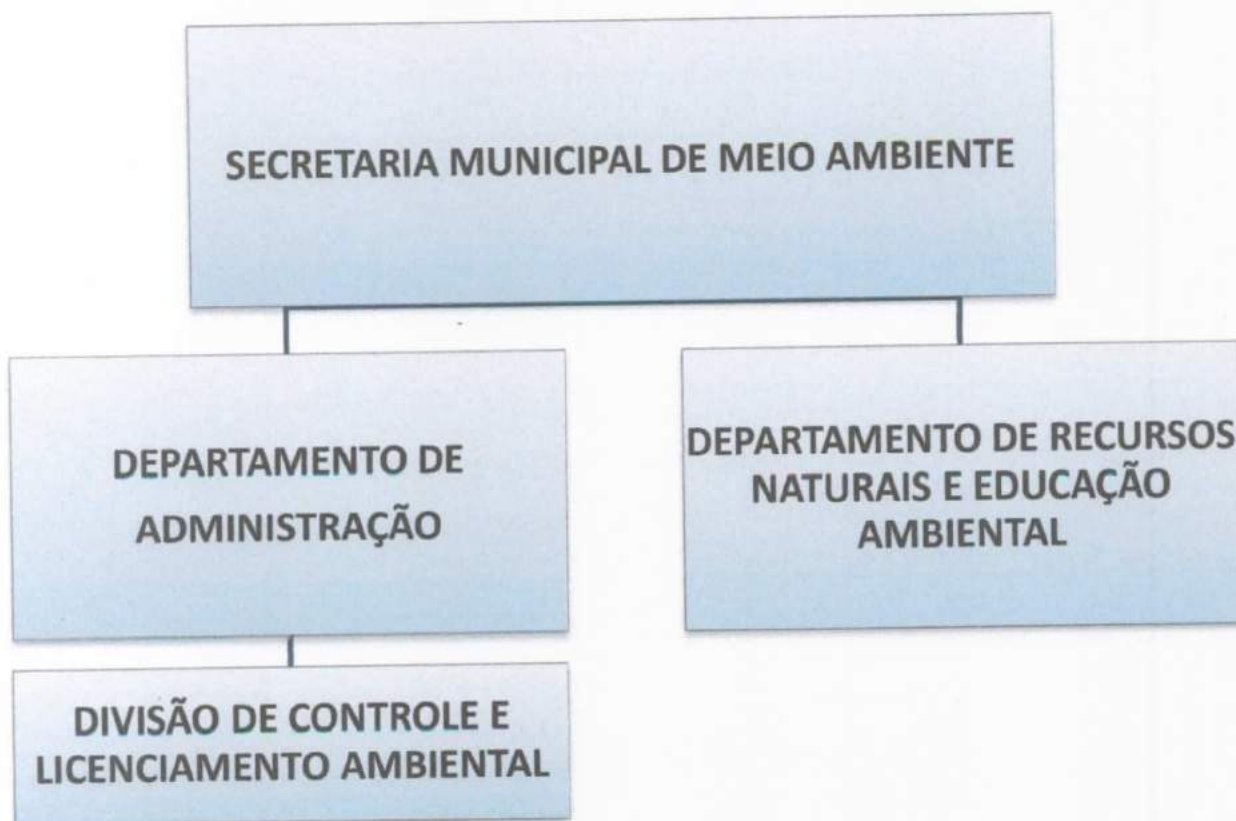 SECRETARIA MUNICIPAL DE MEIO AMBIENTE
DEPARTAMENTO DE
ADMINISTRAÇÃO
DEPARTAMENTO DE RECURSOS
NATURAIS E EDUCAÇÃO
AMBIENTAL
DIVISÃO DE CONTROLE E
LICENCIAMENTO AMBIENTAL